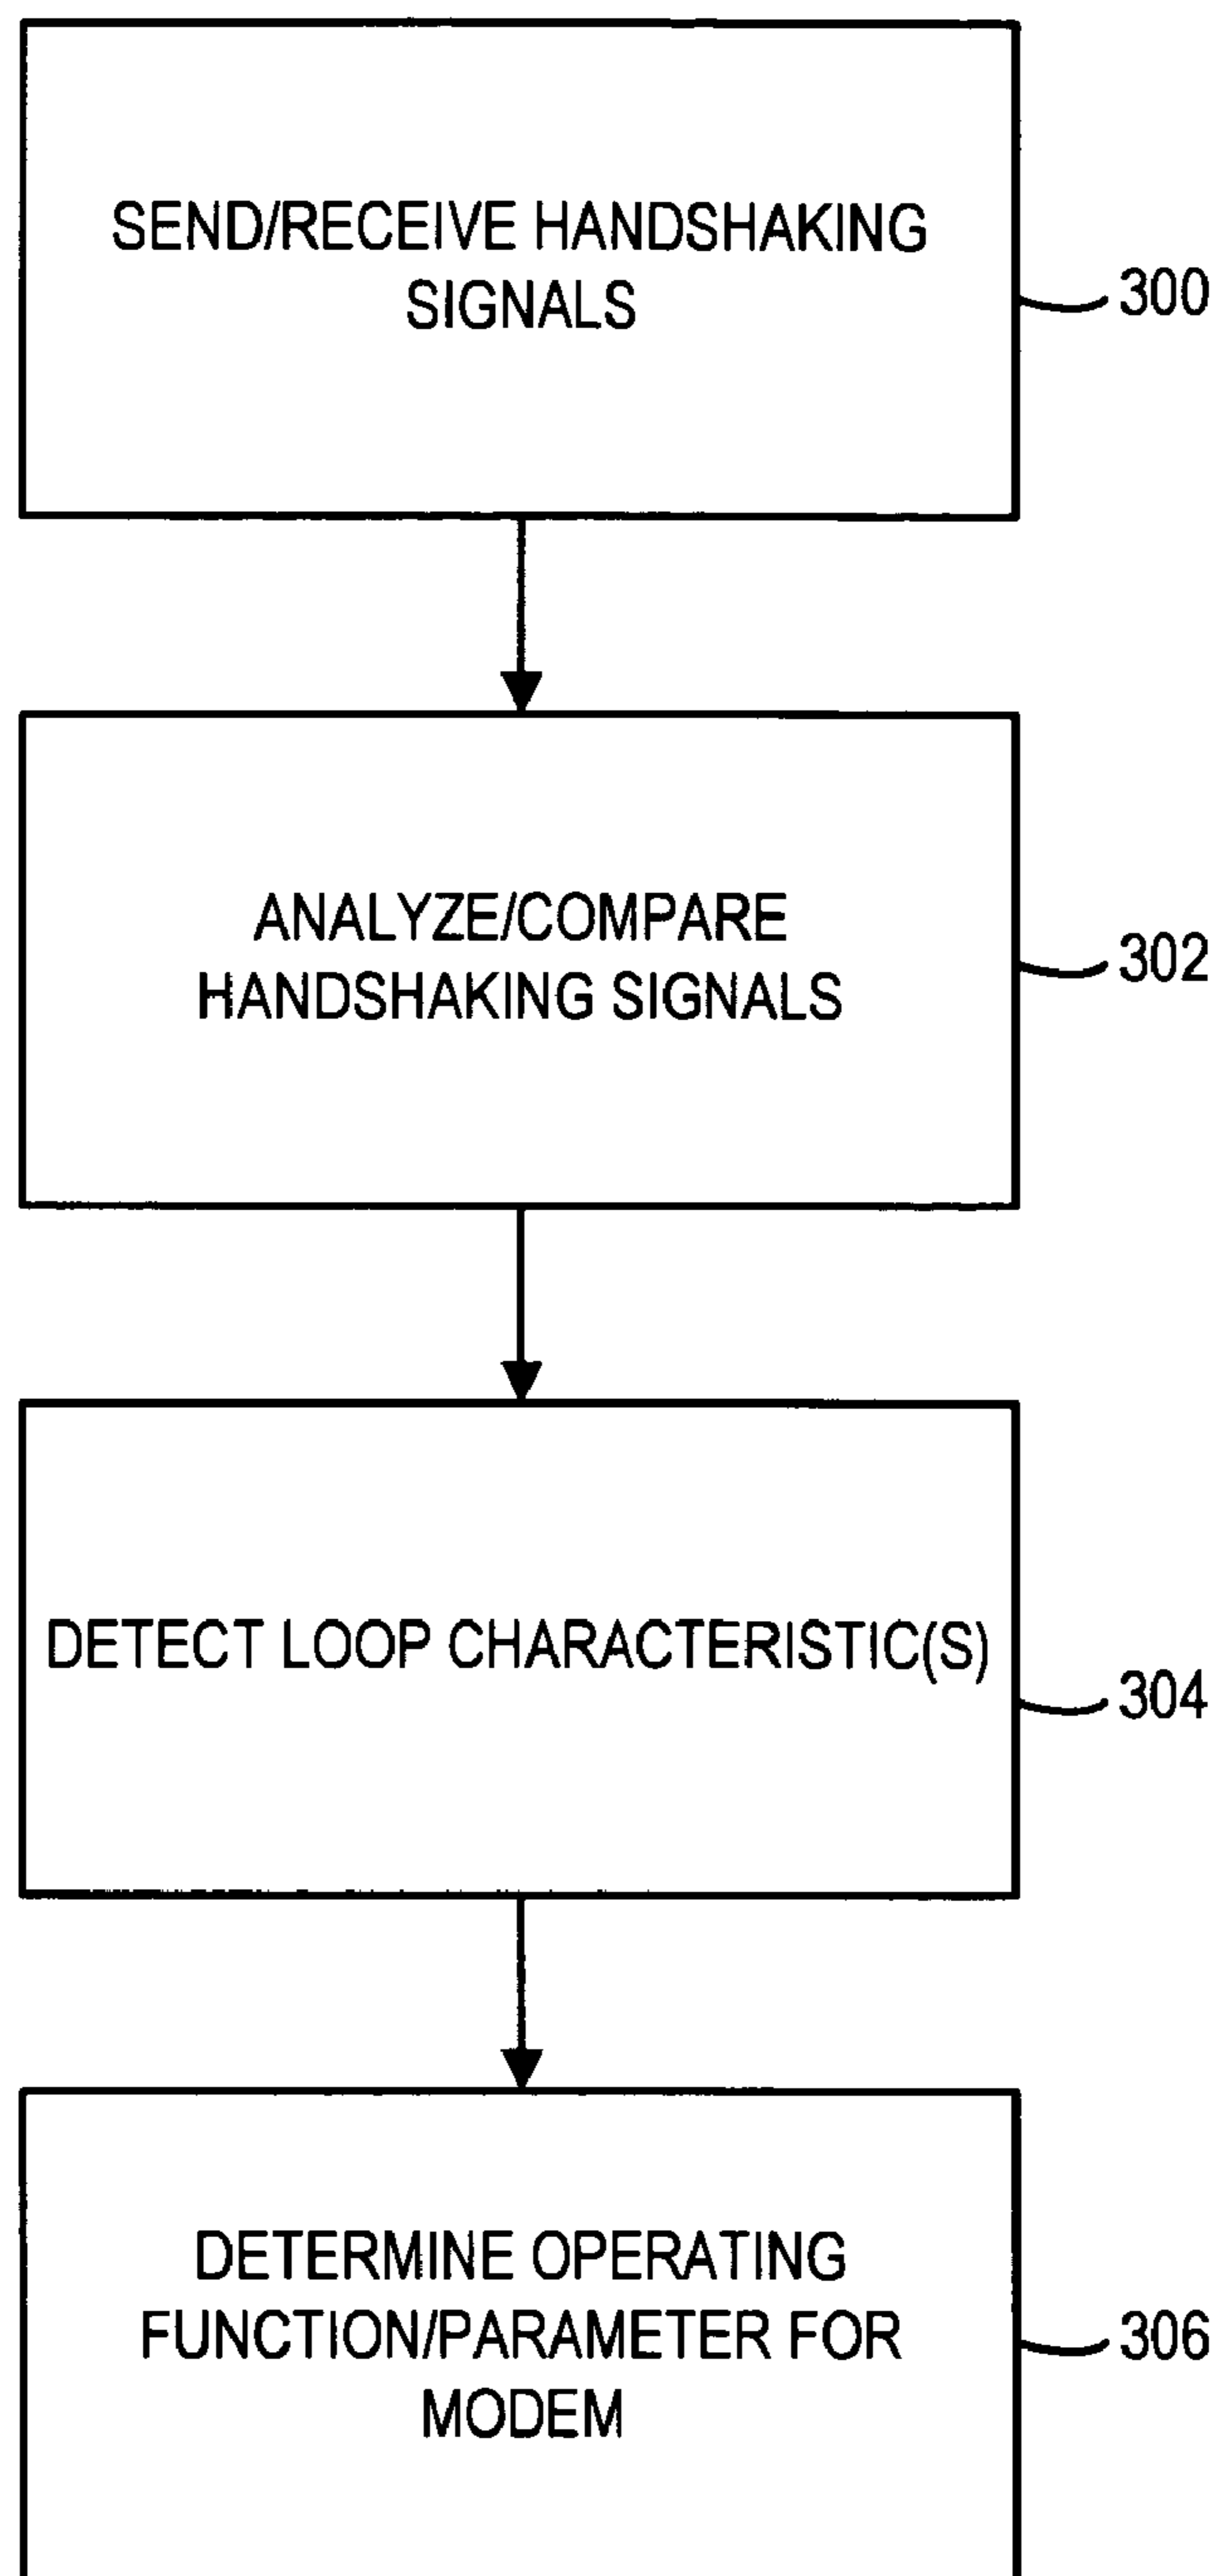 SEND/RECEIVE HANDSHAKING
SIGNALS
300
ANALYZE/COMPARE
HANDSHAKING SIGNALS
302
DETECT LOOP CHARACTERISTIC(S)
304
DETERMINE OPERATING
FUNCTION/PARAMETER FOR
MODEM
306